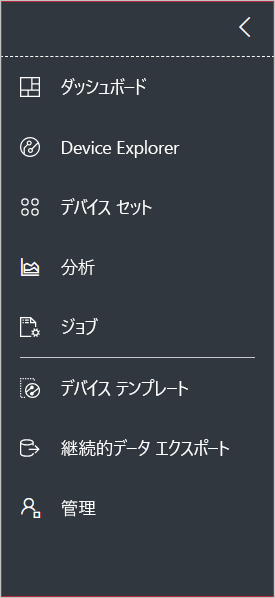 ダッシュボード
Device Explorer
デバイス セット
分析
ジョブ
デバイス テンプレート
継続的データ エクスポート
管理